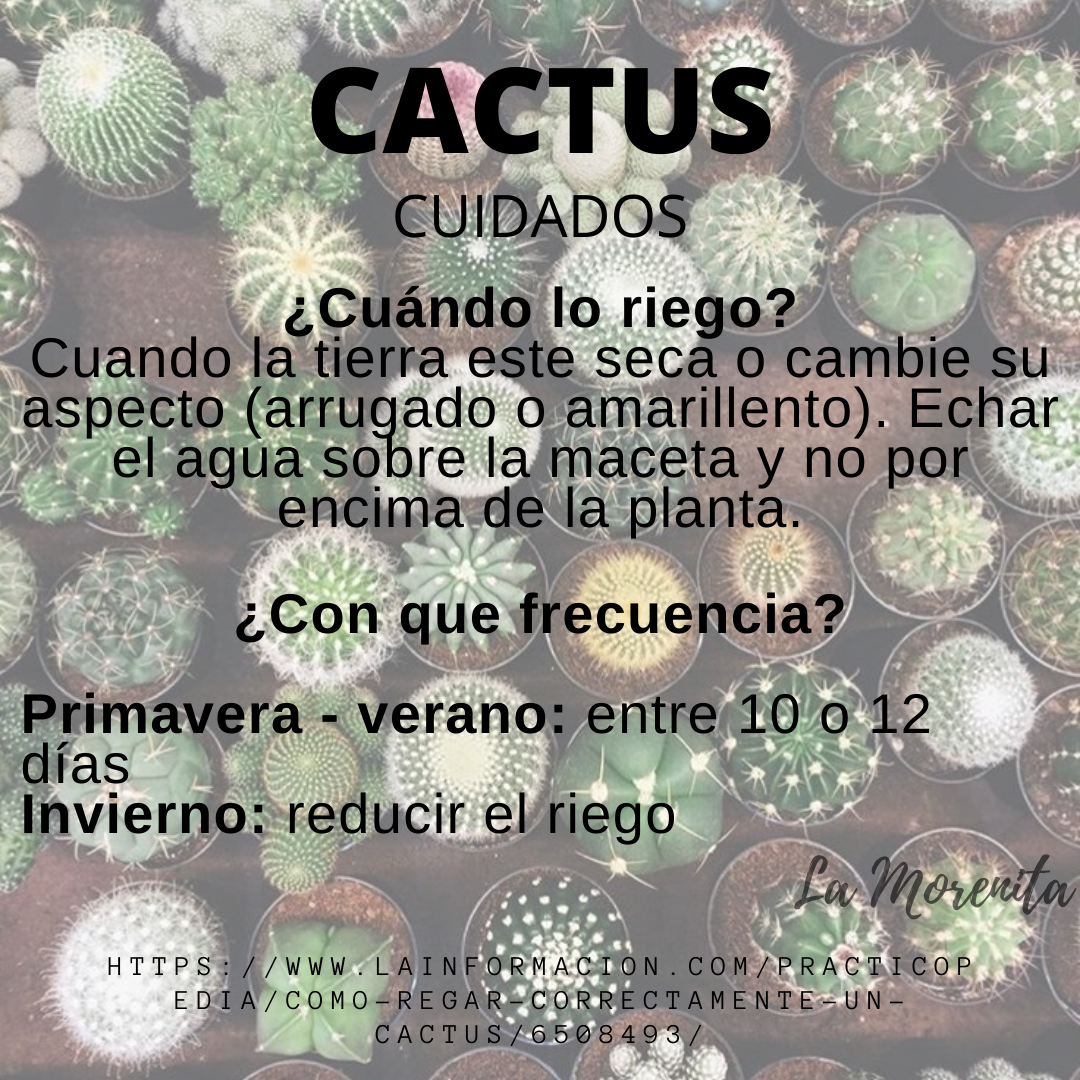 CACTUS
CUIDADOS
¿Cuándo lo riego?
Cuando la tierra este seca o cambie su
aspecto (arrugado o amarillento). Echar
el agua sobre la maceta y no por
encima de la planta.
¿Con que frecuencia?
Primavera - verano: entre 10 o 12
días
Invierno: reducir el riego
La Morenita
HTTPS://WWW.LAINFORMACION.COM/PRACTICOP
EDIA/COMO-REGAR-CORRECTAMENTE-UN-
CACTUS/6508493/